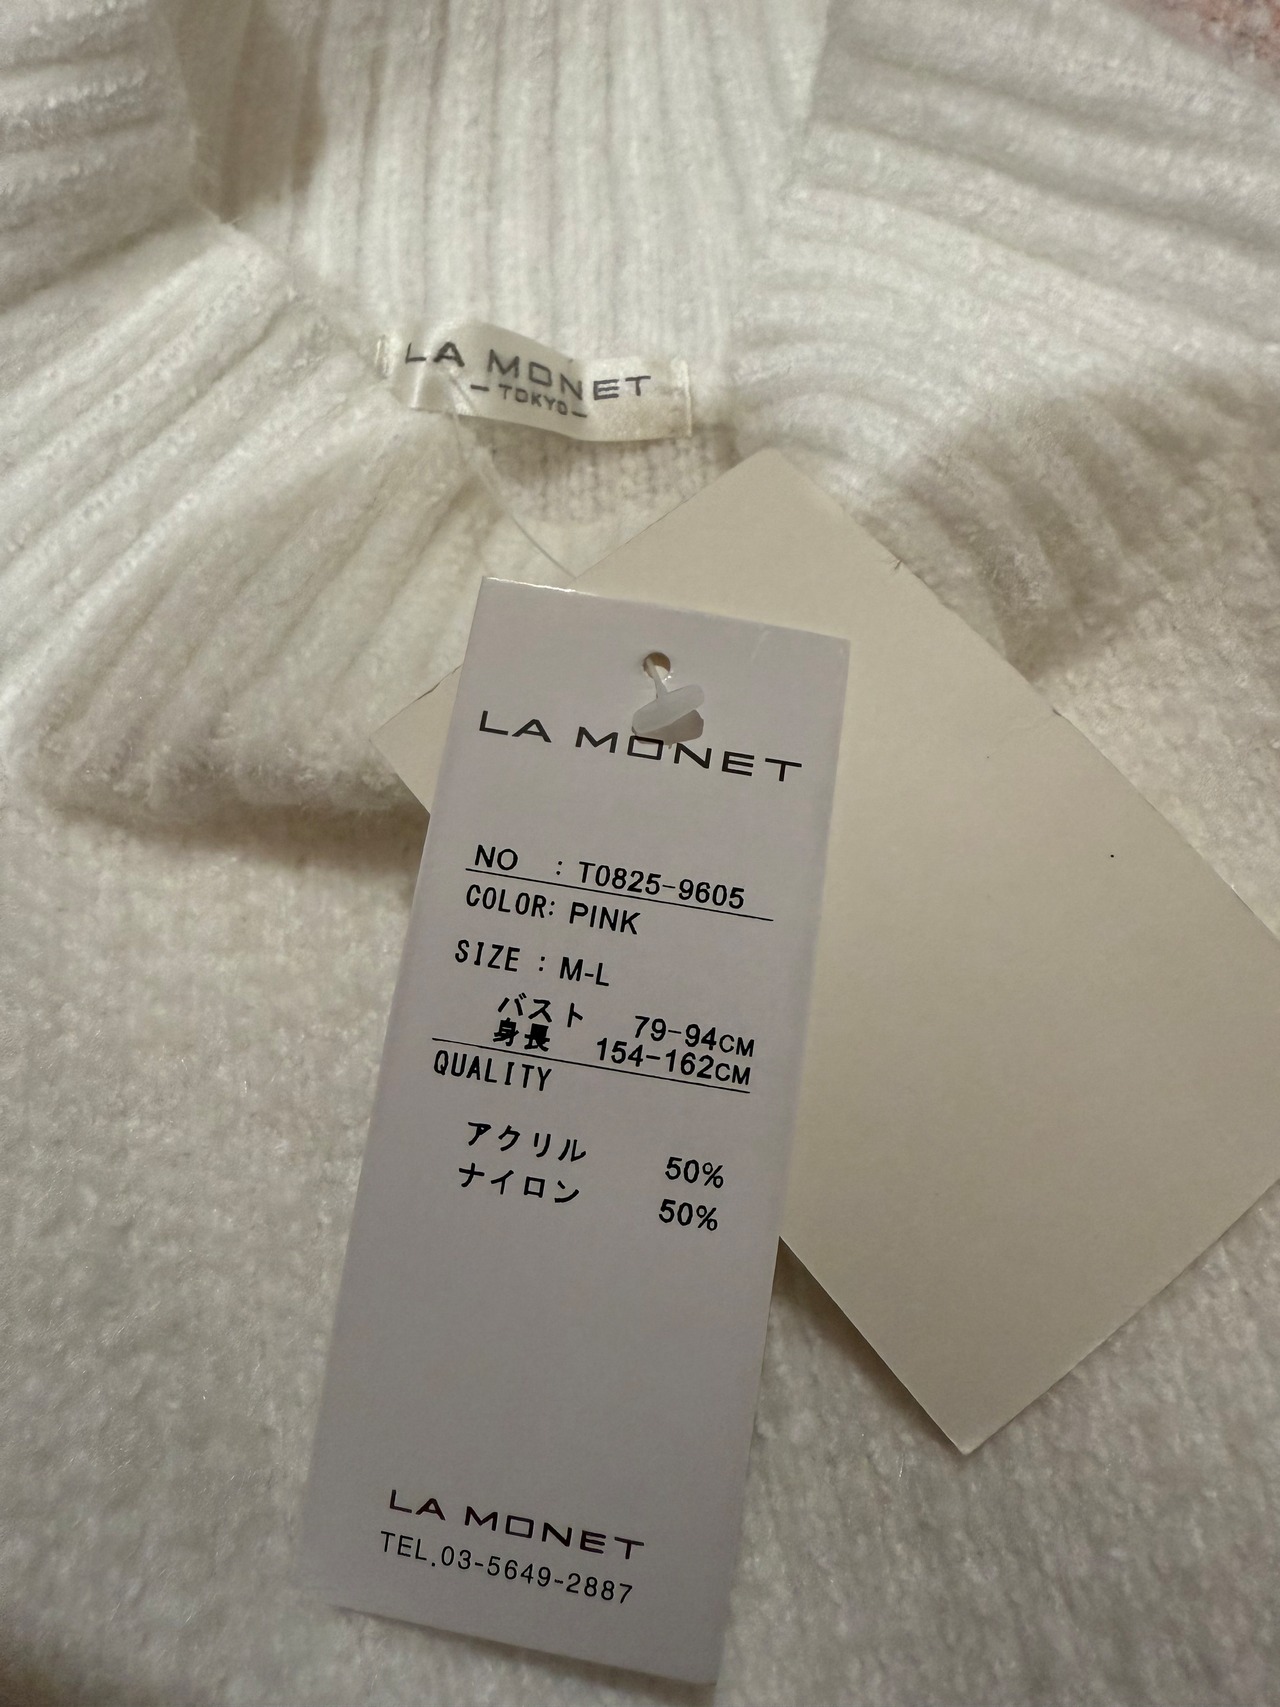 LA MONET
-TOKYO-
LA MONET
NO : T0825-9605
COLOR: PINK
SIZE : M-L
バスト 79-94CM
身長 154-162CM
QUALITY
アクリル 50%
ナイロン 50%
LA MONET
TEL.03-5649-2887